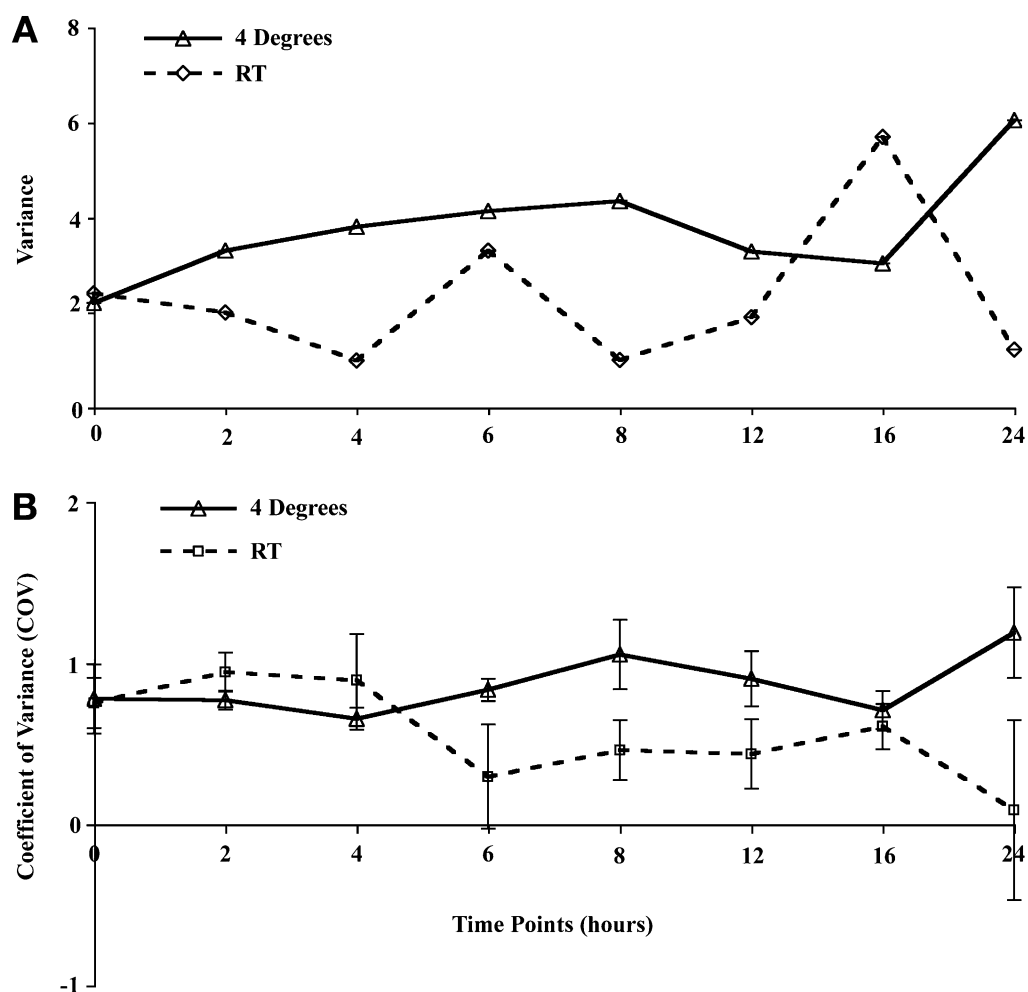 A
8
6
4
2
0
Variance
4 Degrees
RT
0 2 4 6 8 12 16 24
B
2
1
0
-1
Coefficient of Variance (COV)
4 Degrees
RT
0 2 4 6 8 12 16 24
Time Points (hours)